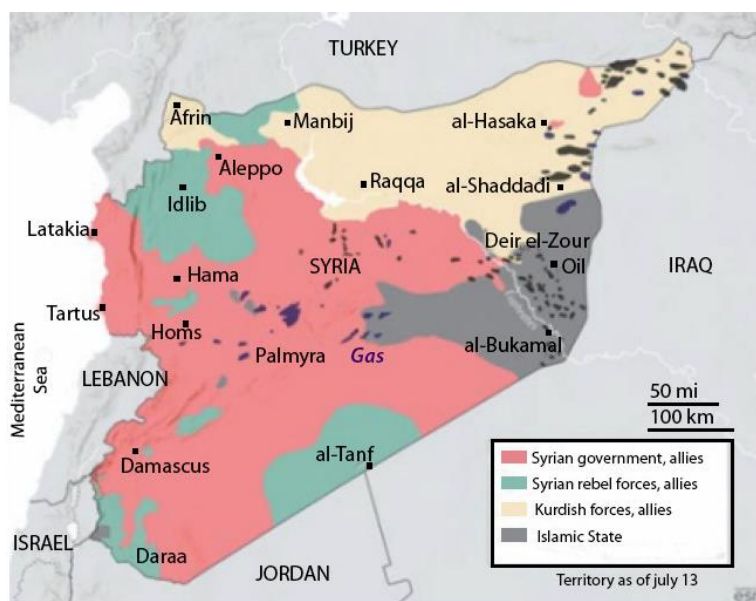 TURKEY
Afrin
Manbij
al-Hasaka
Aleppo
Raqqa
al-Shaddadi
Idlib
Latakia
Deir el-Zour
Hama
SYRIA
Oil
IRAQ
Tartus
Homs
al-Bukamal
Palmyra
Gas
LEBANON
Mediterranean
Sea
50 mi
100 km
Damascus
al-Tanf
ISRAEL
Daraa
JORDAN
Syrian government, allies
Syrian rebel forces, allies
Kurdish forces, allies
Islamic State
Territory as of july 13